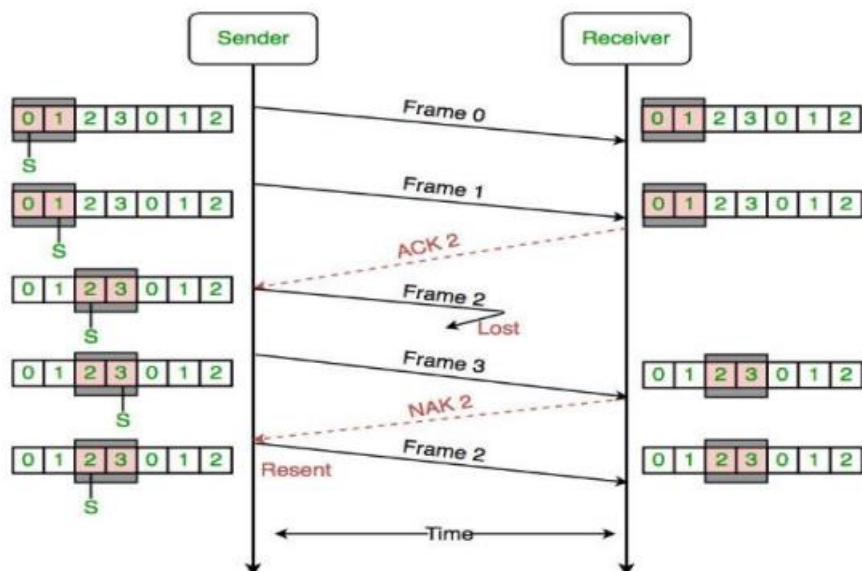 Sender Receiver
0 1 2 3 0 1 2 Frame 0 0 1 2 3 0 1 2
S
0 1 2 3 0 1 2 Frame 1 0 1 2 3 0 1 2
S
ACK 2
0 1 2 3 0 1 2 Frame 2
S Lost
0 1 2 3 0 1 2 Frame 3 0 1 2 3 0 1 2
S NAK 2
0 1 2 3 0 1 2 Frame 2 0 1 2 3 0 1 2
Resent
S
Time